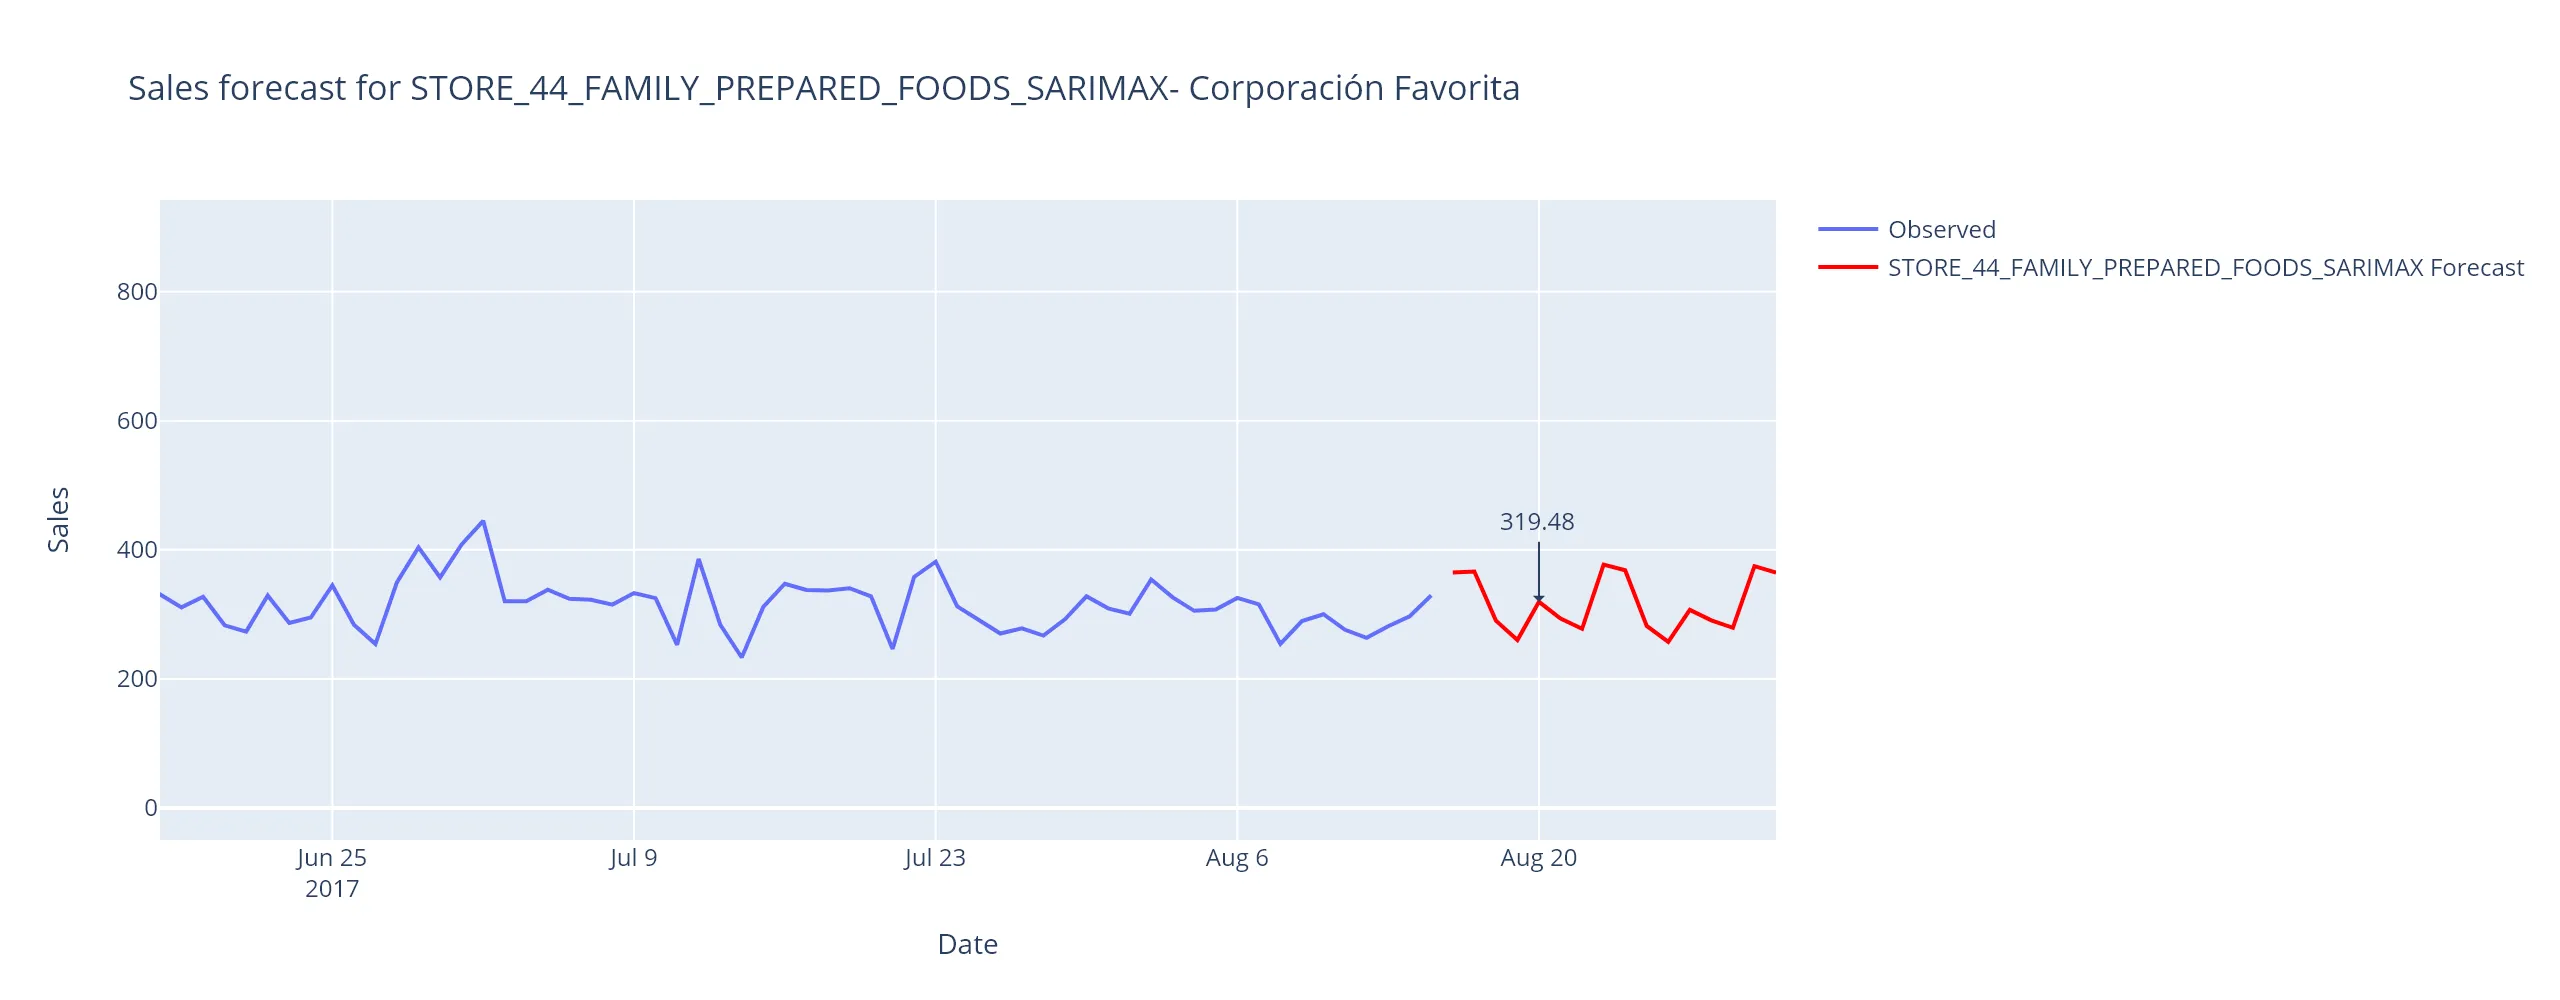 Sales forecast for STORE_44_FAMILY_PREPARED_FOODS_SARIMAX- Corporación Favorita
Observed
STORE_44_FAMILY_PREPARED_FOODS_SARIMAX Forecast
800
600
400
200
0
Sales
319.48
Jun 25
2017
Jul 9
Jul 23
Aug 6
Aug 20
Date